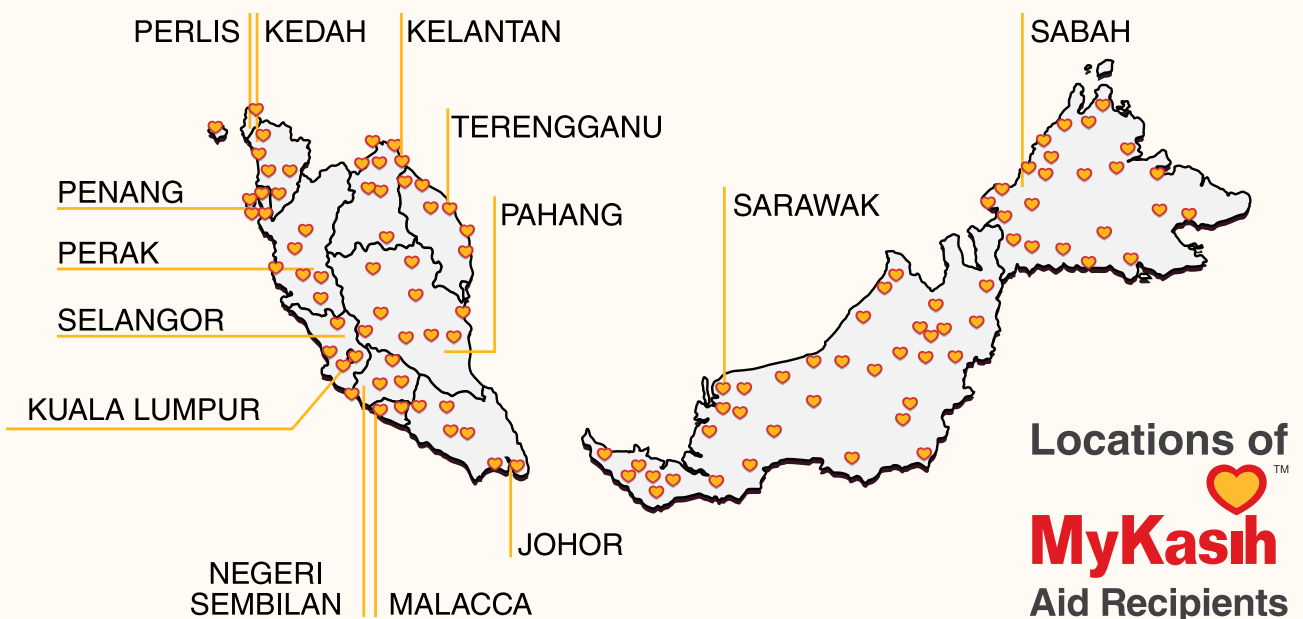 PERLIS
KEDAH
KELANTAN
SABAH
TERENGGANU
PENANG
PAHANG
SARAWAK
PERAK
SELANGOR
KUALA LUMPUR
JOHOR
NEGERI
SEMBILAN
MALACCA
Locations of
TM
MyKasih
Aid Recipients